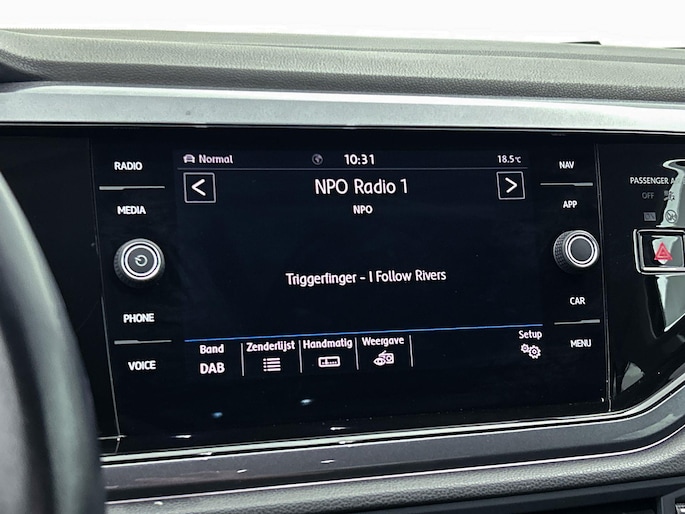 RADIO
MEDIA
PHONE
VOICE
Normal
10:31
18.5°C
NPO Radio 1
NPO
Triggerfinger - I Follow Rivers
Band
DAB
Zenderlijst
Handmatig
Weergave
Setup
NAV
APP
CAR
MENU
OFF